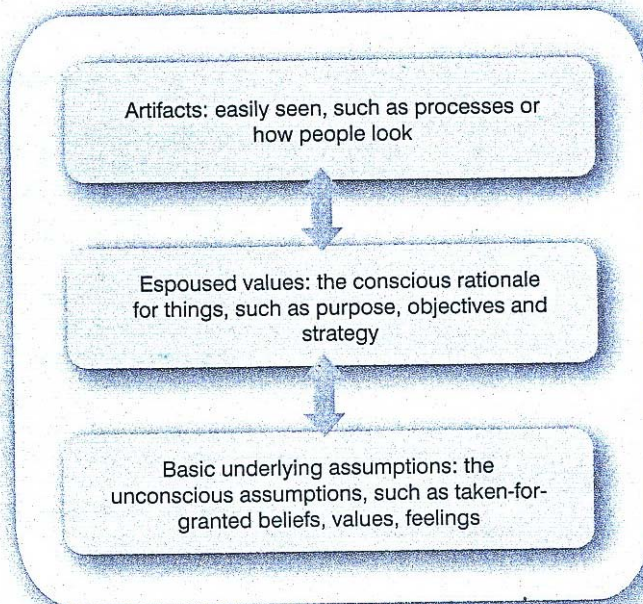 Artifacts: easily seen, such as processes or
how people look
Espoused values: the conscious rationale
for things, such as purpose, objectives and
strategy
Basic underlying assumptions: the
unconscious assumptions, such as taken-for-
granted beliefs, values, feelings